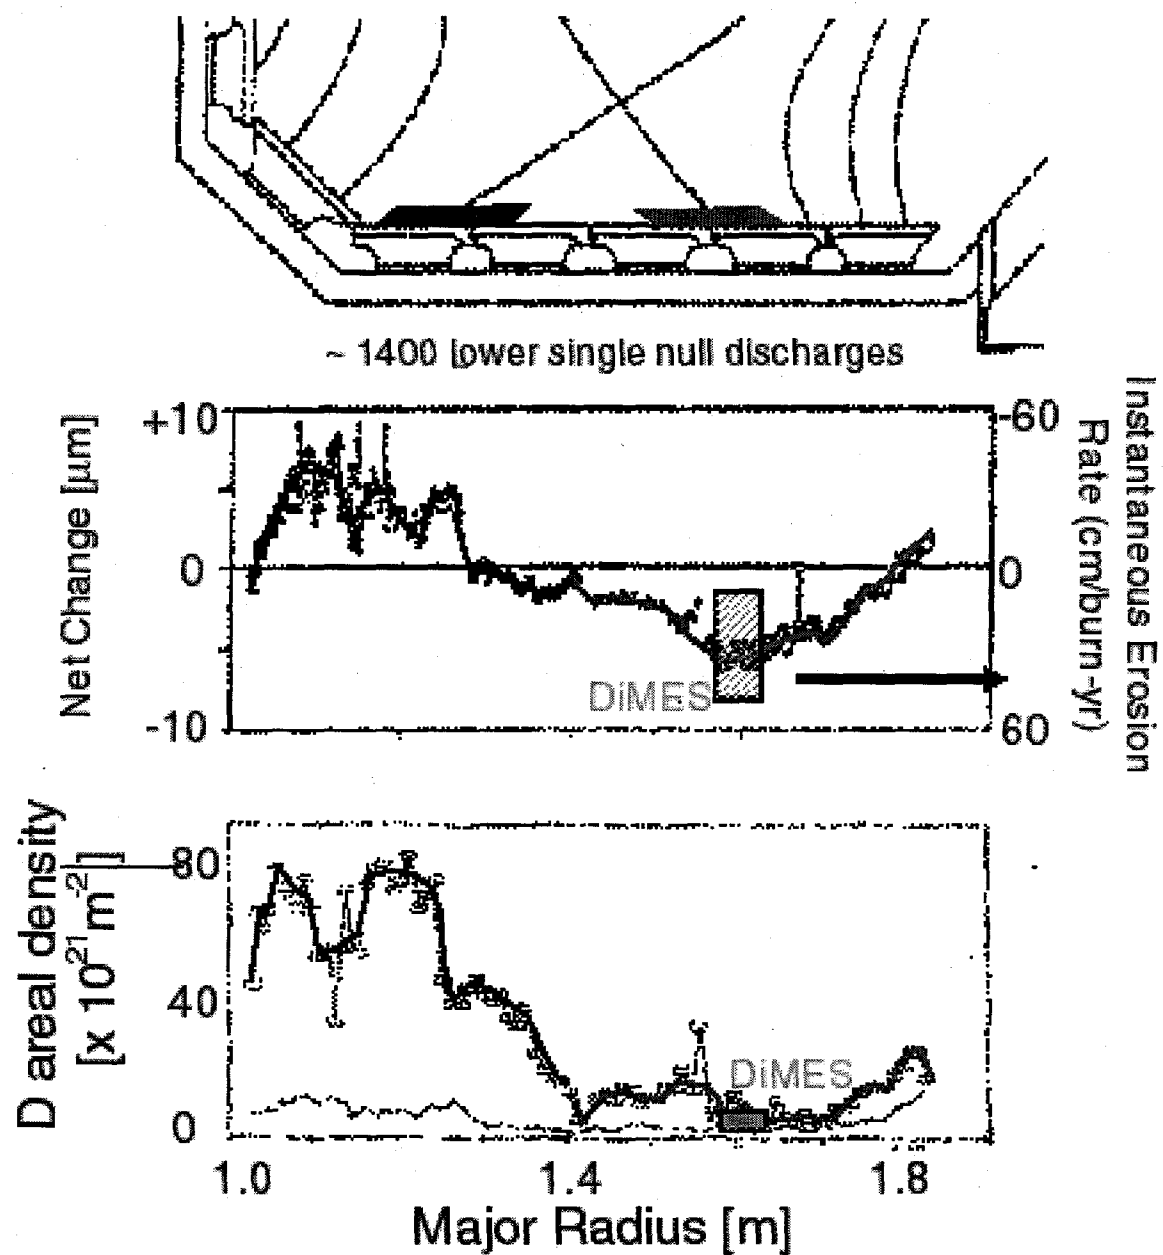 ~ 1400 lower single null discharges
Net Change [μm]
+10
0
-10
DiMES
-60
0
60
Instantaneous Erosion
Rate (cm/burn-yr)
D areal density
[x 10²¹m⁻²]
80
40
0
DiMES
1.0 1.4 1.8
Major Radius [m]